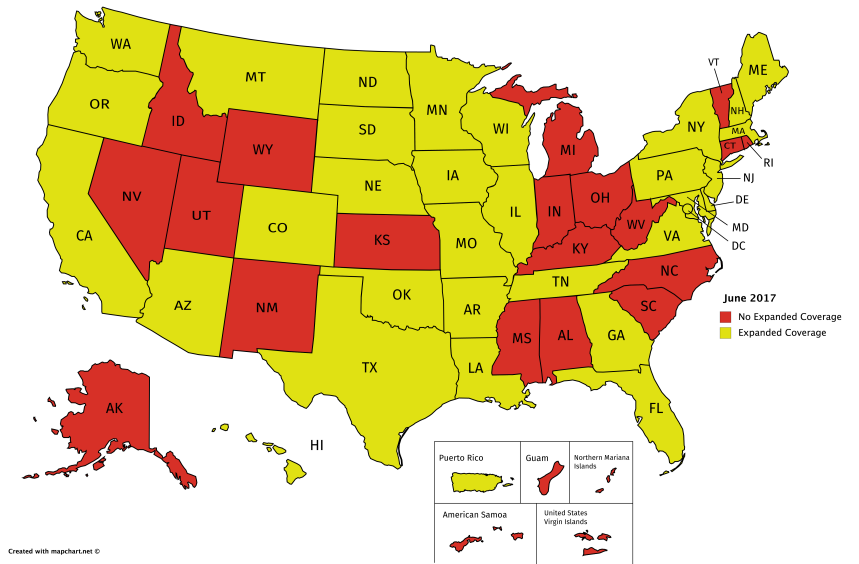 WA
MT
ND
MN
OR
ID
SD
WI
WY
NE
IA
MI
NY
VT
NH
ME
MA
CT
RI
PA
NJ
DE
MD
DC
NV
UT
CO
KS
MO
IL
IN
OH
WV
VA
KY
CA
AZ
NM
OK
AR
TN
NC
SC
TX
LA
MS
AL
GA
FL
AK
HI
June 2017
No Expanded Coverage
Expanded Coverage
Puerto Rico
Guam
Northern Mariana
Islands
American Samoa
United States
Virgin Islands
Created with mapchart.net ©